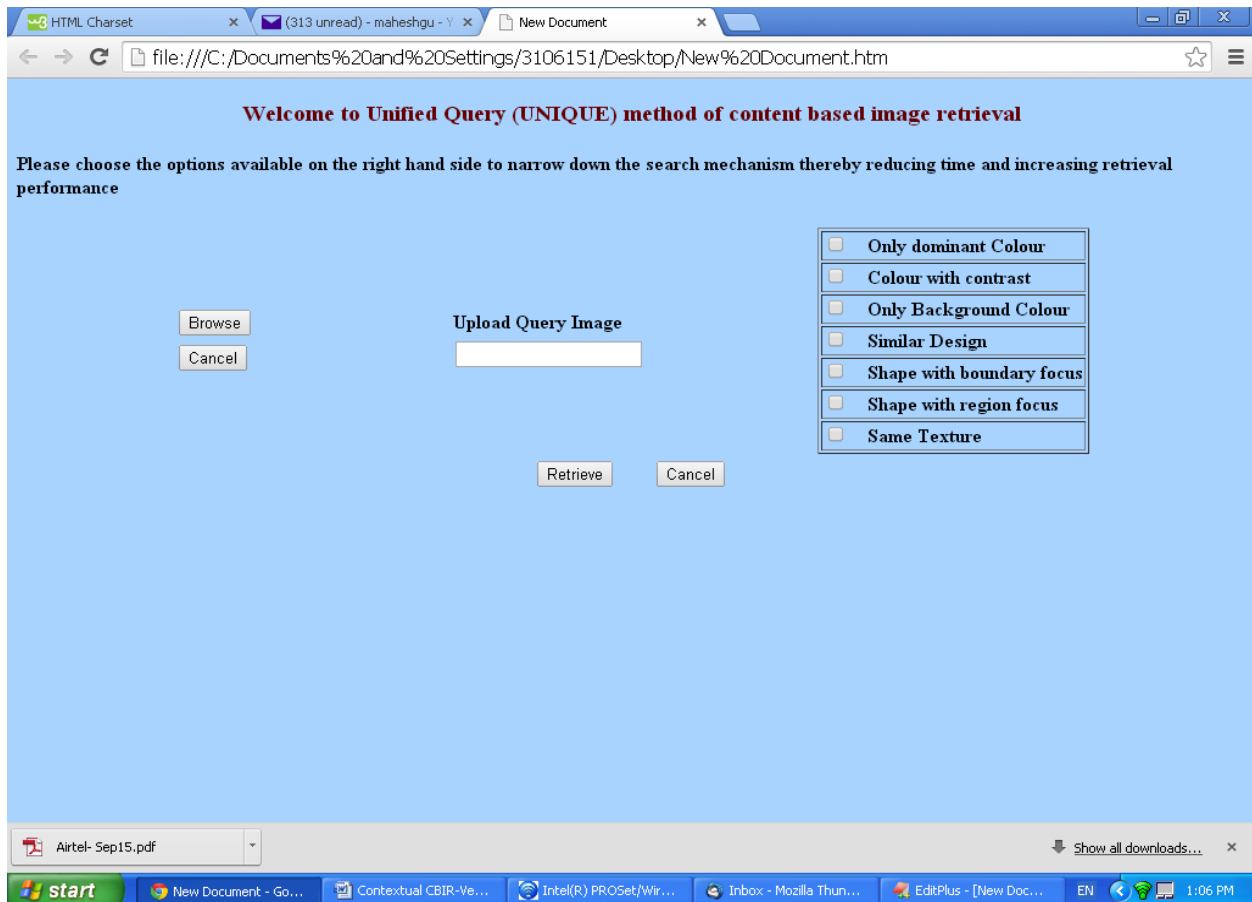 HTML Charset
(313 unread) - maheshgu - Y
New Document
file:///C:/Documents%20and%20Settings/3106151/Desktop/New%20Document.htm
Welcome to Unified Query (UNIQUE) method of content based image retrieval
Please choose the options available on the right hand side to narrow down the search mechanism thereby reducing time and increasing retrieval
performance
Only dominant Colour
Colour with contrast
Only Background Colour
Similar Design
Shape with boundary focus
Shape with region focus
Same Texture
Browse
Upload Query Image
Cancel
Retrieve
Cancel
Airtel- Sep15.pdf
Show all downloads...
start
New Document - Go...
Contextual CBIR-Ve...
Intel(R) PROSet/Wir...
Inbox - Mozilla Thun...
EditPlus - [New Doc...
EN
1:06 PM